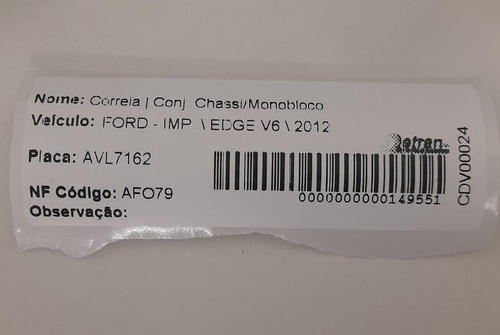 Nome: Correia | Conj. Chassi/Monobloco
Veículo: FORD - IMP. \ EDGE V6 \ 2012
Detran
Placa: AVL7162
0000000000149551
NF Código: AFO79
Observação:
CDV00024